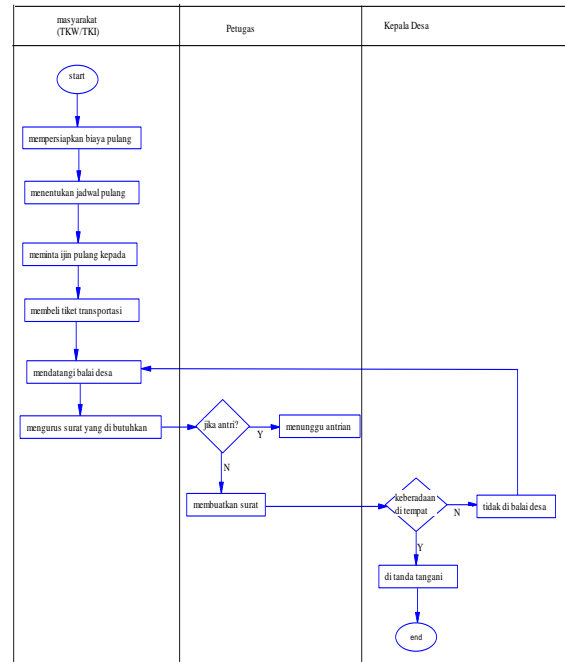 masyarakat
(TKW/TKI)
Petugas
Kepala Desa
start
mempersiapkan biaya pulang
menentukan jadwal pulang
meminta ijin pulang kepada
membeli tiket transportasi
mendatangi balai desa
mengurus surat yang di butuhkan
jika antri?
Y
menunggu antrian
N
membuatkan surat
keberadaan
di tempat
N
tidak di balai desa
Y
di tanda tangani
end